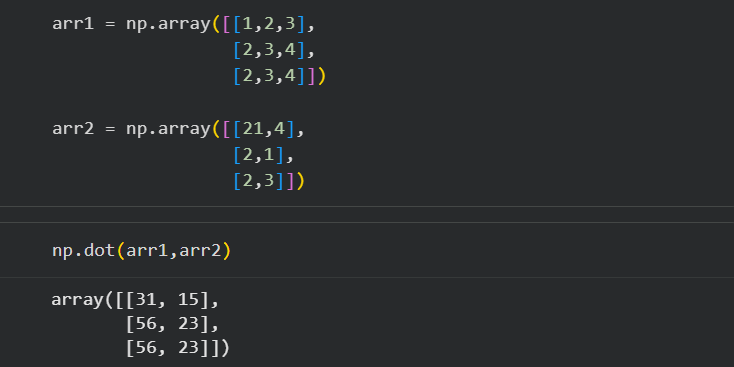 arr1 = np.array([[1,2,3],
[2,3,4],
[2,3,4]])
arr2 = np.array([[21,4],
[2,1],
[2,3]])
np.dot(arr1,arr2)
array([[31, 15],
[56, 23],
[56, 23]])